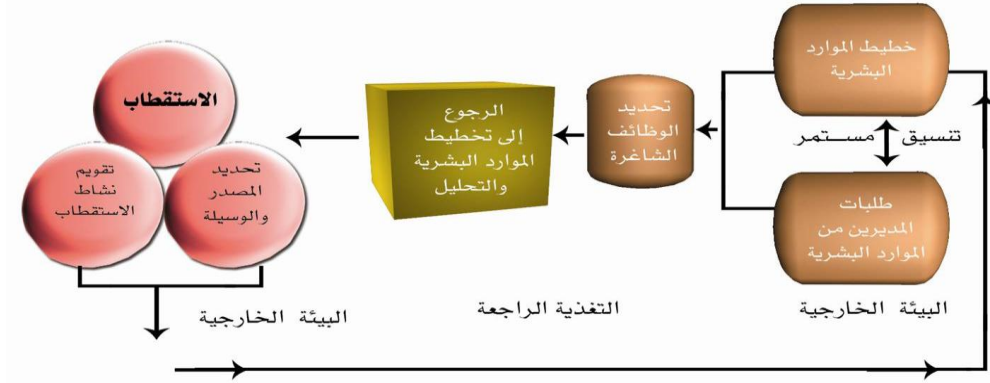 خطيط الموارد
البشرية
تنسيق مستمر
طلبات
المديرين من
الموارد البشرية
البيئة الخارجية
تحديد
الوظائف
الشاغرة
الرجوع
إلى تخطيط
الموارد البشرية
والتحليل
التغذية الراجعة
الاستقطاب
تحديد
المصدر
والوسيلة
تقويم
نشاط
الاستقطاب
البيئة الخارجية